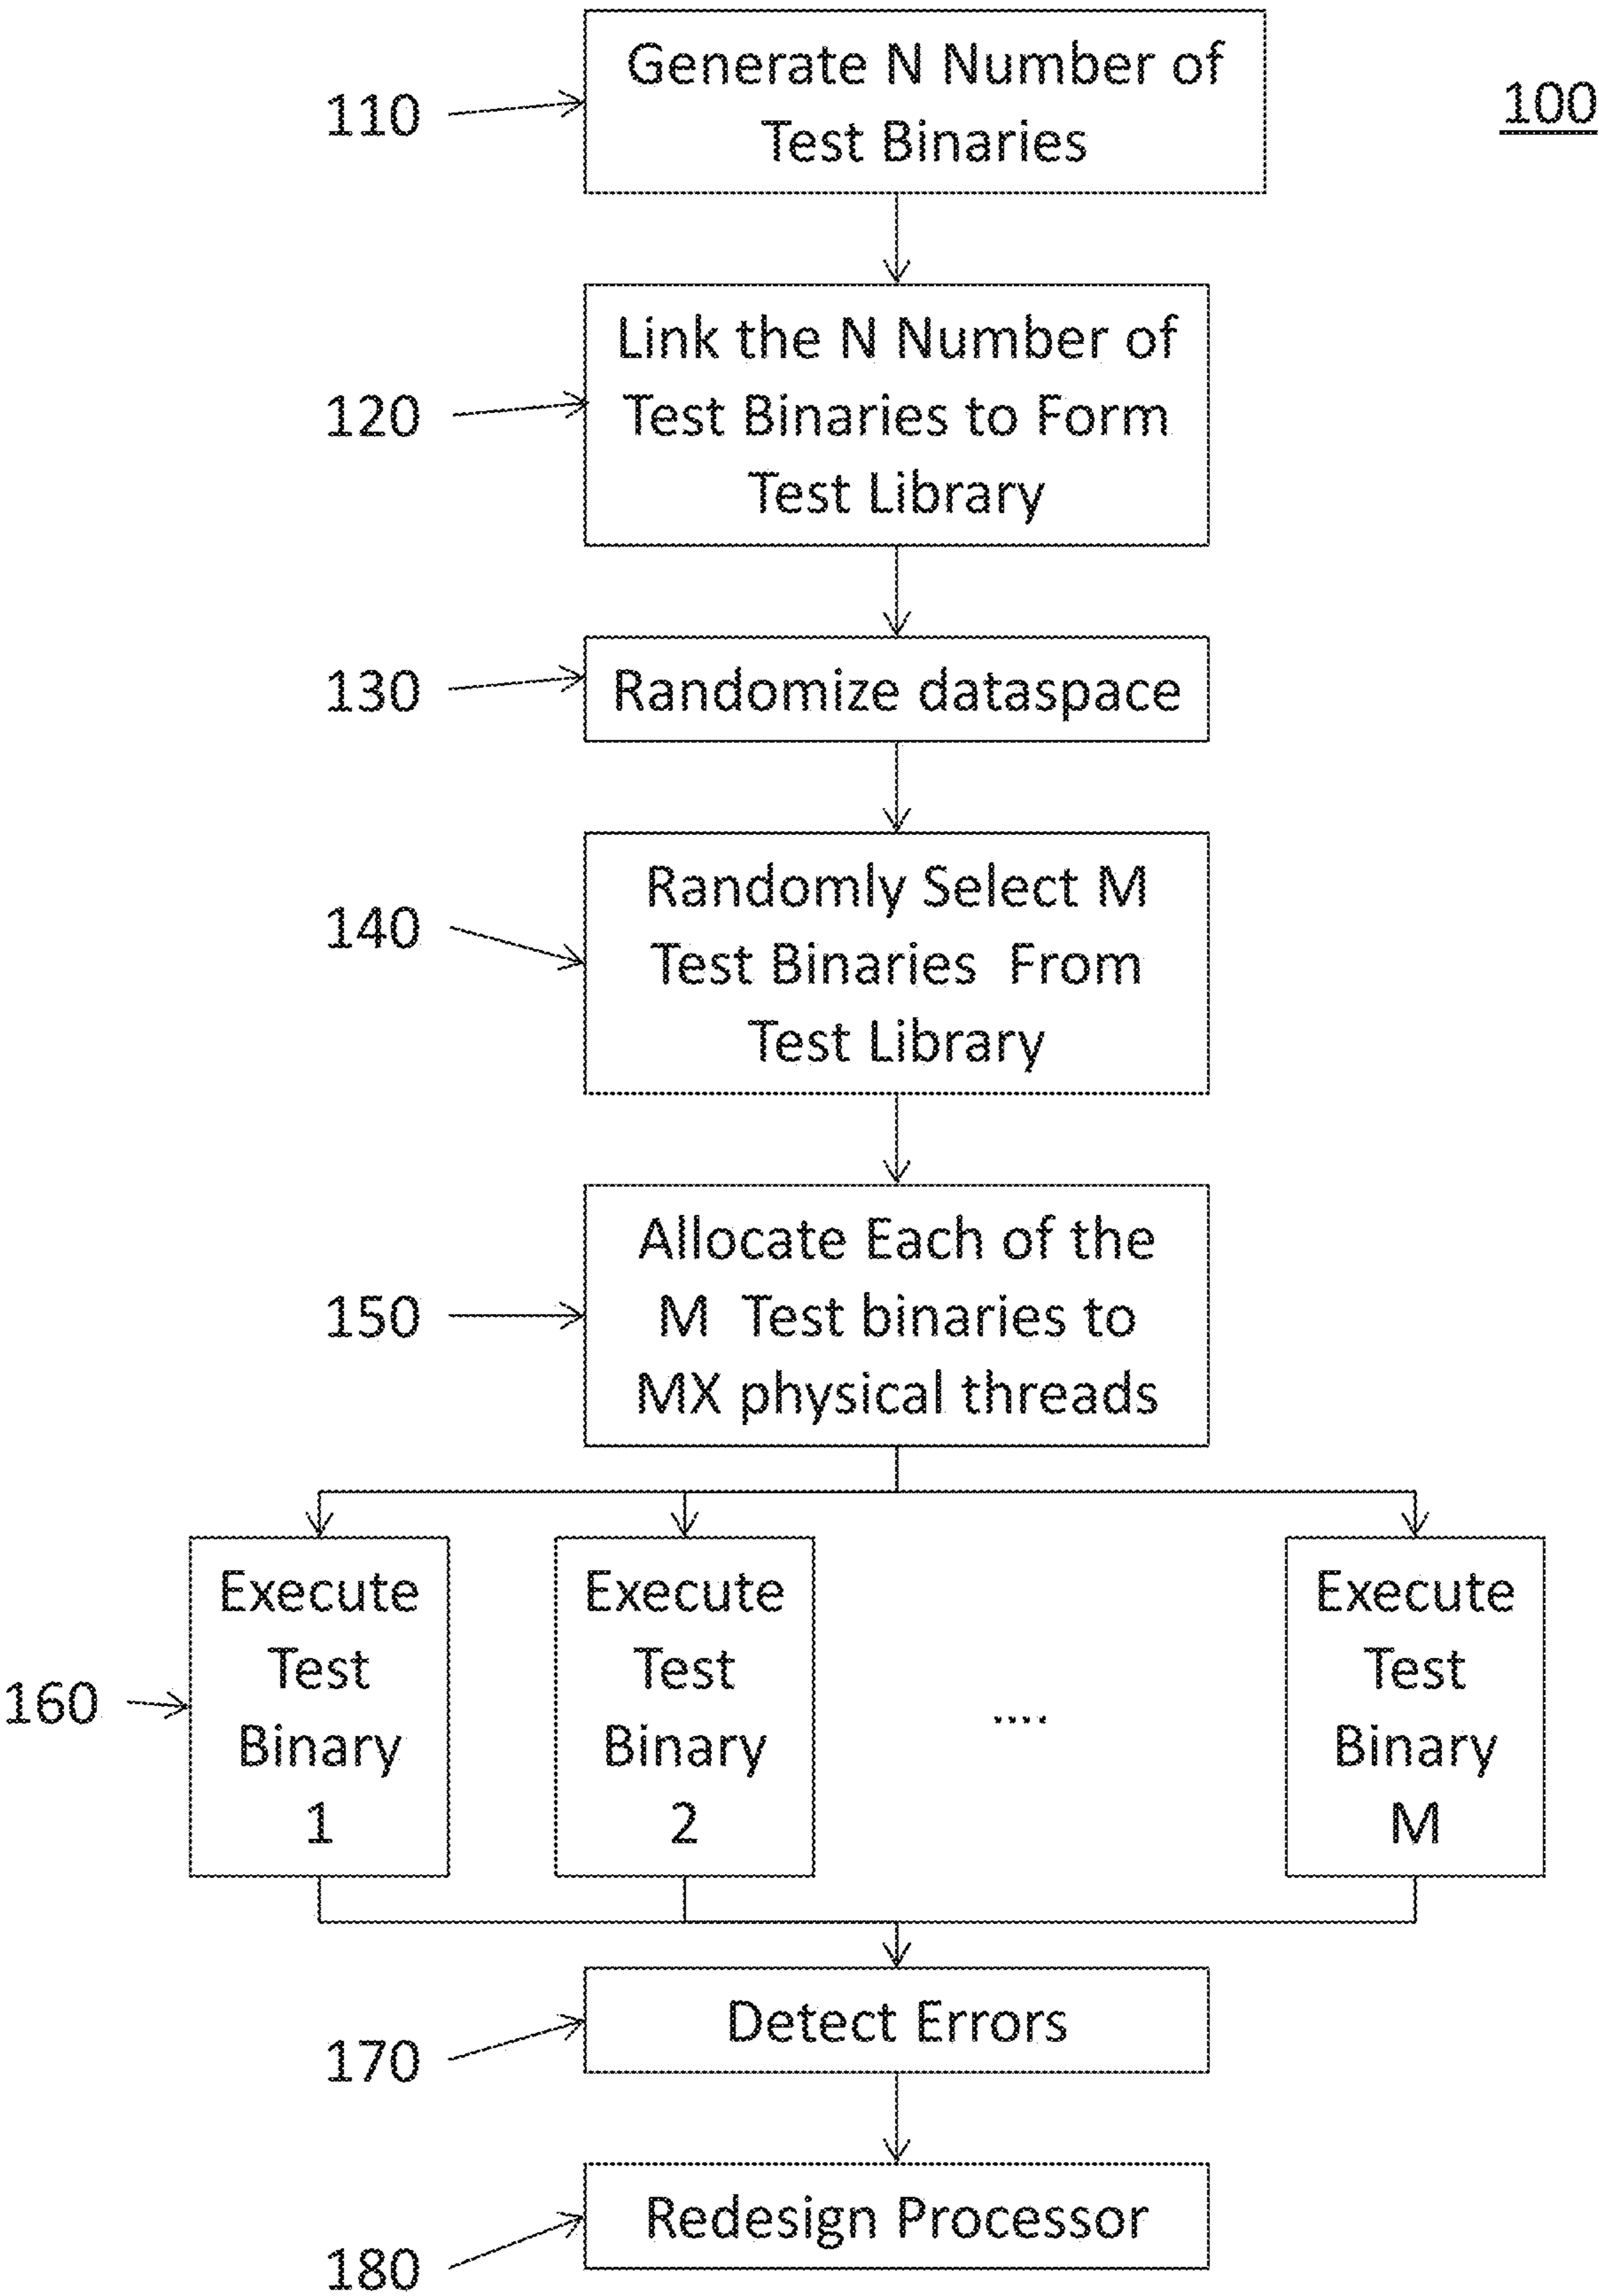 Generate N Number of
Test Binaries
110
100
Link the N Number of
Test Binaries to Form
Test Library
120
Randomize dataspace
130
Randomly Select M
Test Binaries From
Test Library
140
Allocate Each of the
M Test binaries to
MX physical threads
150
Execute
Test
Binary
1
Execute
Test
Binary
2
....
Execute
Test
Binary
M
160
Detect Errors
170
Redesign Processor
180